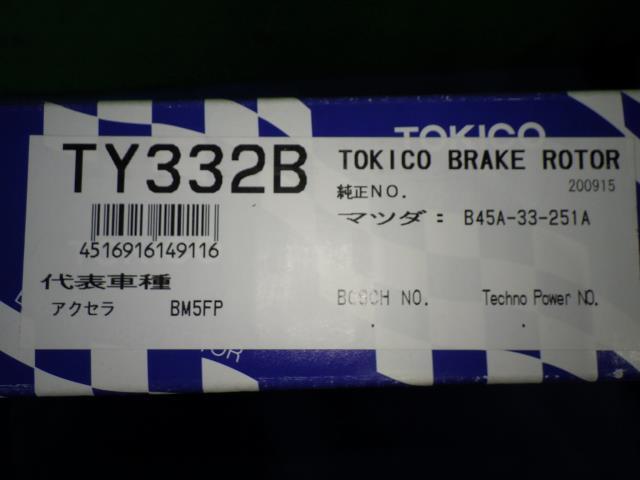 TOKICO
TY332B
TOKICO BRAKE ROTOR
純正NO.
200915
マツダ: B45A-33-251A
4516916149116
代表車種
アクセラ BM5FP
BOSCH NO. Techno Power NO.
. .